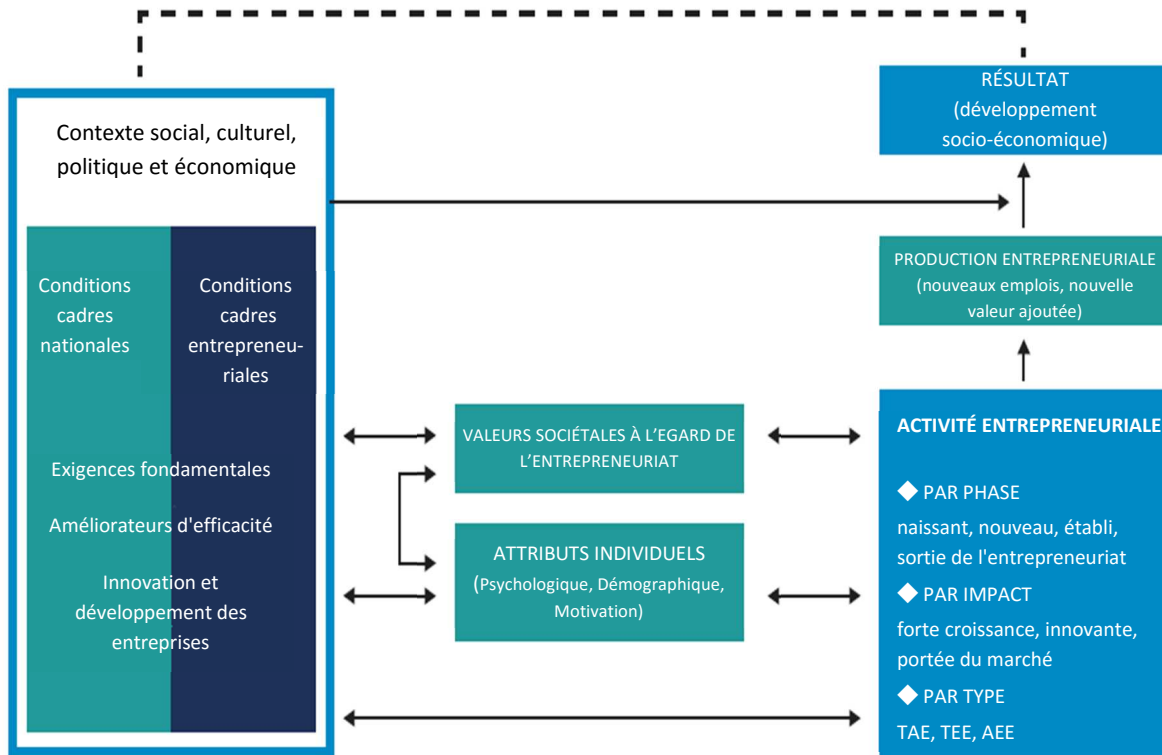 Contexte social, culturel,
politique et économique
Conditions
cadres
nationales
Conditions
cadres
entrepreneu-
riales
Exigences fondamentales
Améliorateurs d'efficacité
Innovation et
développement des
entreprises
VALEURS SOCIÉTALES À L'EGARD DE
L'ENTREPRENEURIAT
ATTRIBUTS INDIVIDUELS
(Psychologique, Démographique,
Motivation)
RÉSULTAT
(développement
socio-économique)
PRODUCTION ENTREPRENEURIALE
(nouveaux emplois, nouvelle
valeur ajoutée)
ACTIVITÉ ENTREPRENEURIALE
◆ PAR PHASE
naissant, nouveau, établi,
sortie de l'entrepreneuriat
◆ PAR IMPACT
forte croissance, innovante,
portée du marché
◆ PAR TYPE
TAE, TEE, AEE